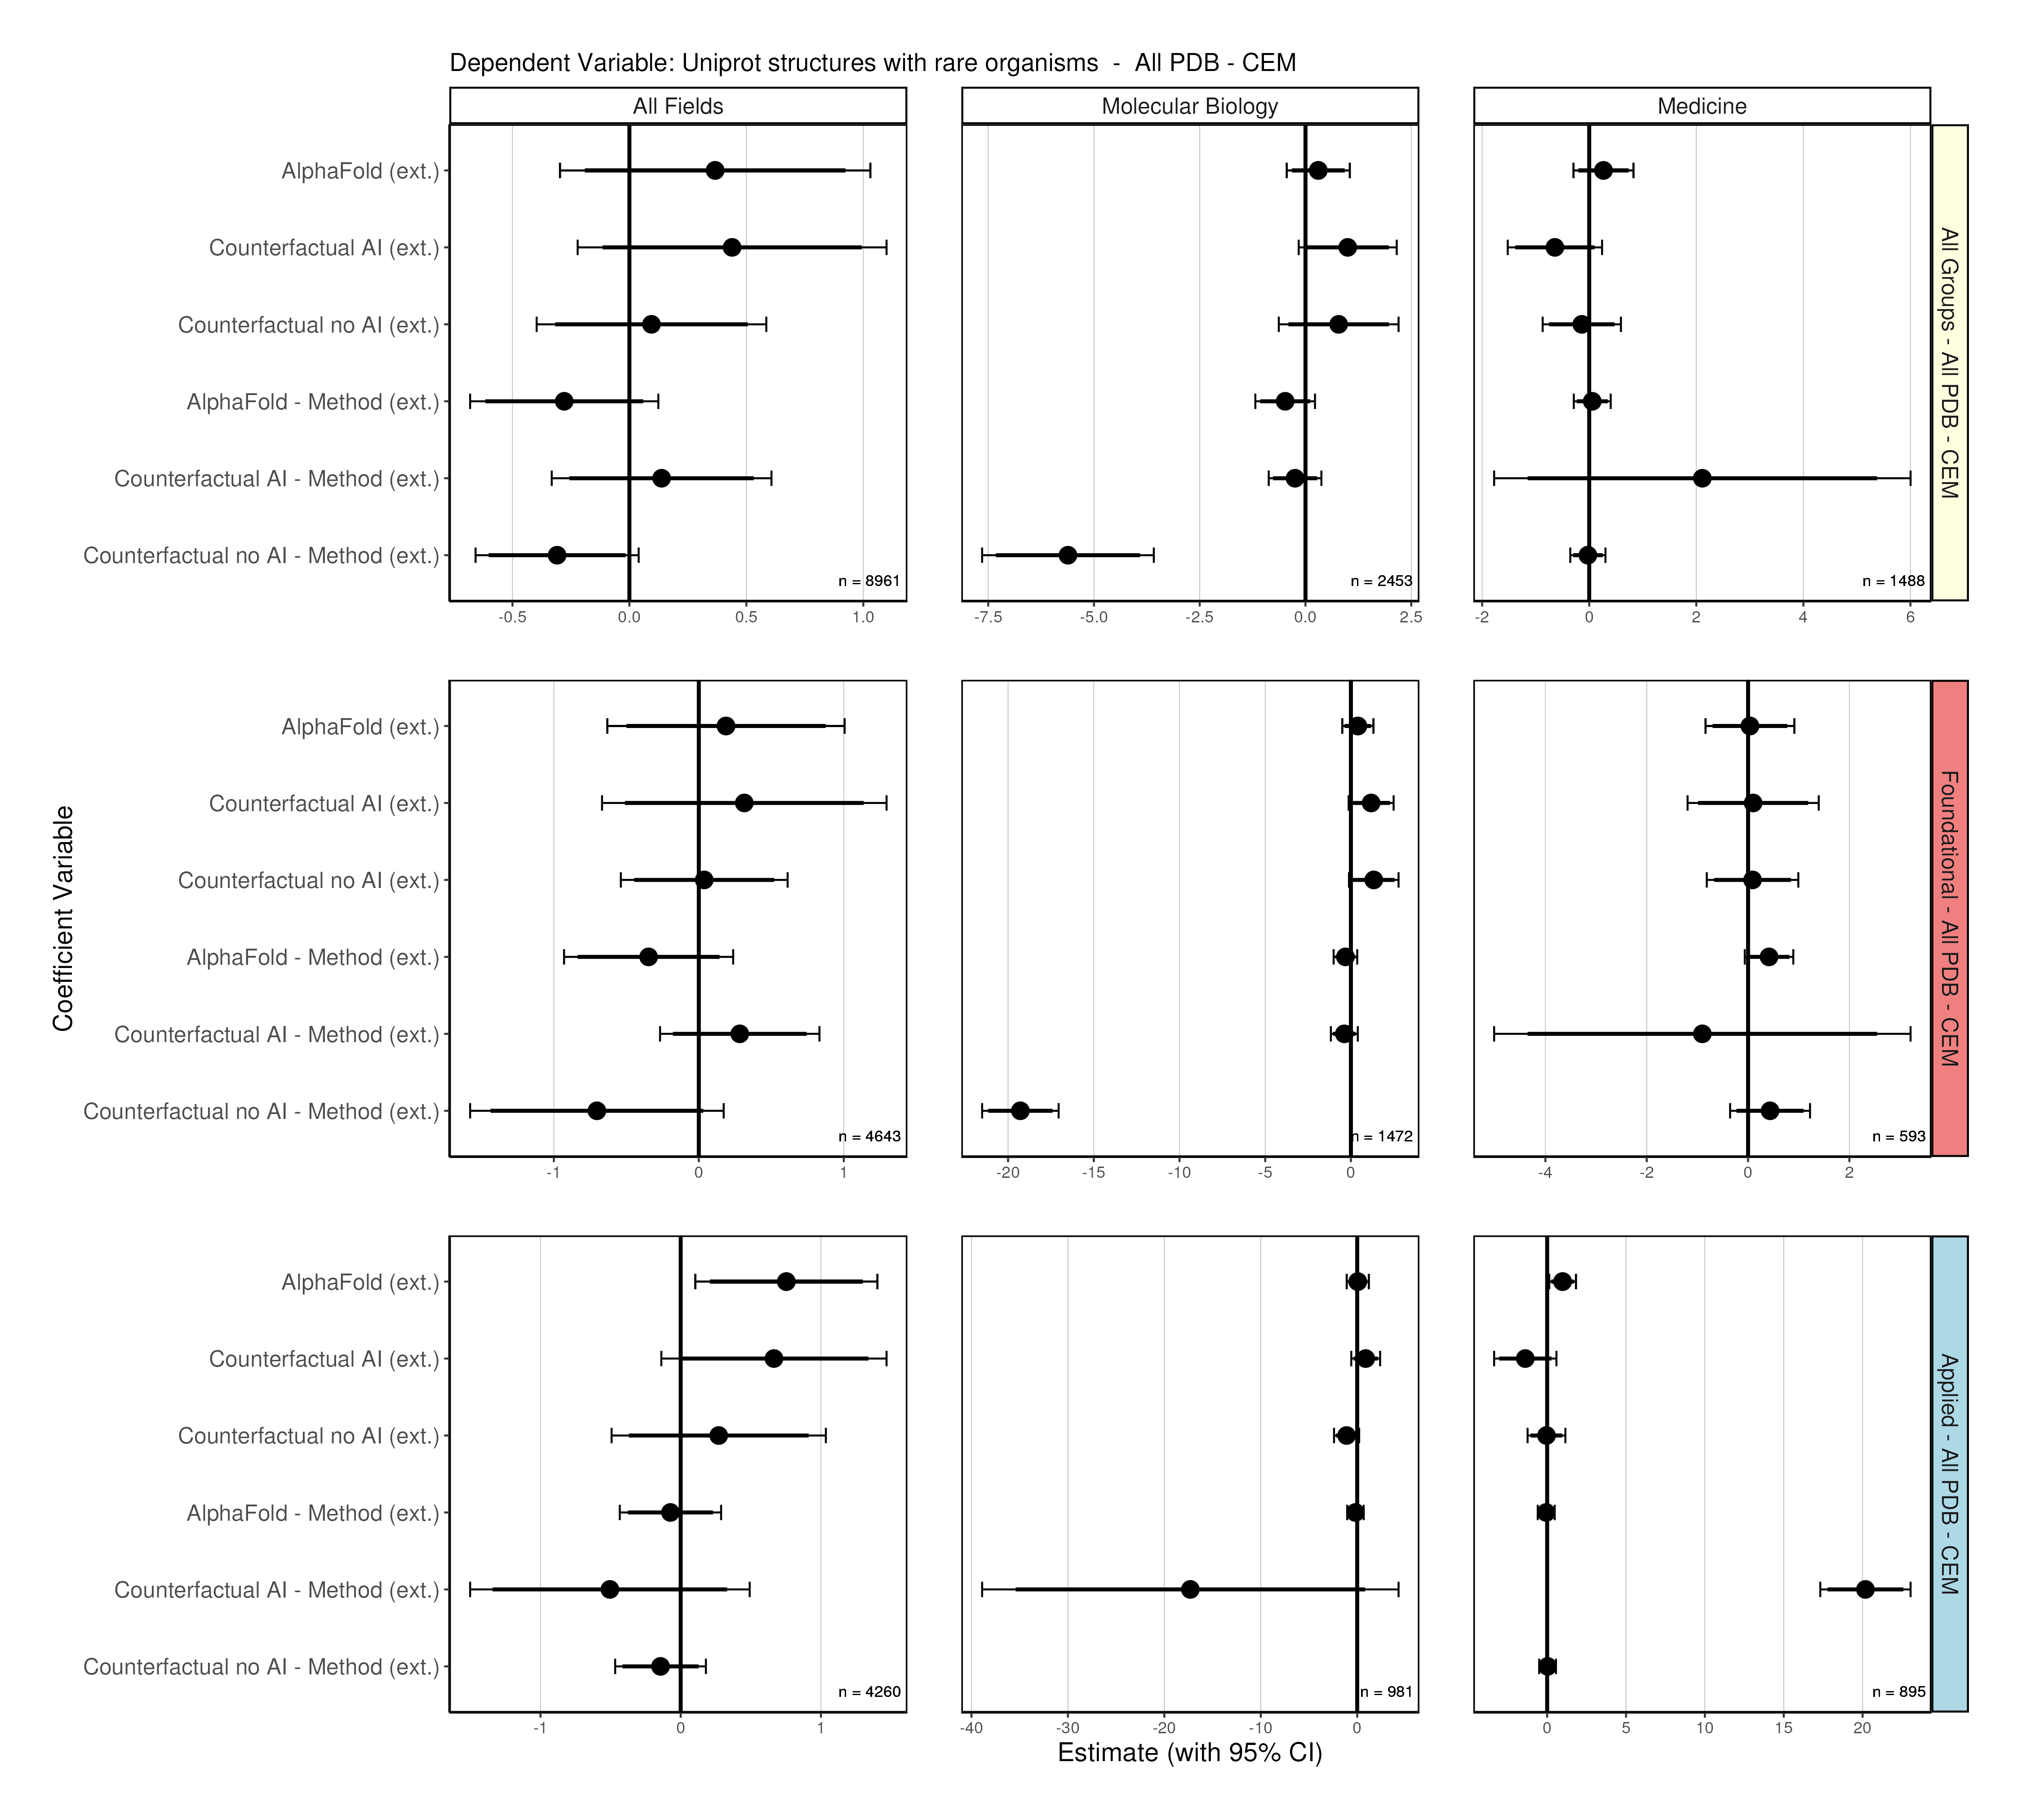 Dependent Variable: Uniprot structures with rare organisms - All PDB - CEM
All Fields
Molecular Biology
Medicine
AlphaFold (ext.)
Counterfactual AI (ext.)
Counterfactual no AI (ext.)
AlphaFold - Method (ext.)
Counterfactual AI - Method (ext.)
Counterfactual no AI - Method (ext.)
n = 8961
n = 2453
n = 1488
All Groups - All PDB - CEM
-0.5 0.0 0.5 1.0
-7.5 -5.0 -2.5 0.0 2.5
-2 0 2 4 6
Coefficient Variable
AlphaFold (ext.)
Counterfactual AI (ext.)
Counterfactual no AI (ext.)
AlphaFold - Method (ext.)
Counterfactual AI - Method (ext.)
Counterfactual no AI - Method (ext.)
n = 4643
n = 1472
n = 593
Foundational - All PDB - CEM
-1 0 1
-20 -15 -10 -5 0
-4 -2 0 2
AlphaFold (ext.)
Counterfactual AI (ext.)
Counterfactual no AI (ext.)
AlphaFold - Method (ext.)
Counterfactual AI - Method (ext.)
Counterfactual no AI - Method (ext.)
n = 4260
n = 981
n = 895
Applied - All PDB - CEM
-1 0 1
-40 -30 -20 -10 0
0 5 10 15 20
Estimate (with 95% CI)